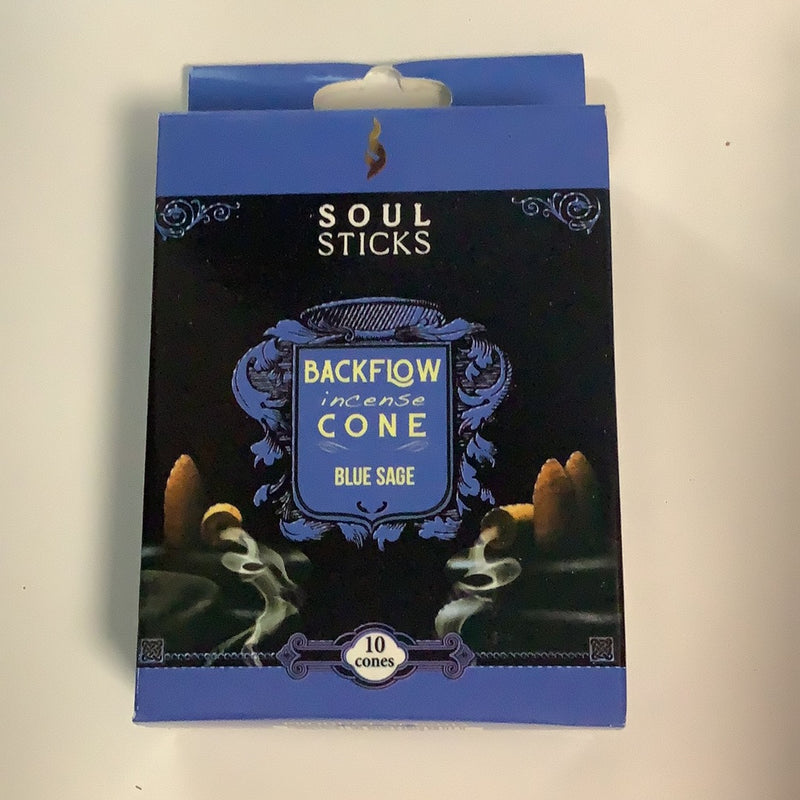 SOUL
STICKS
BACKFLOW
incense
CONE
BLUE SAGE
10
cones